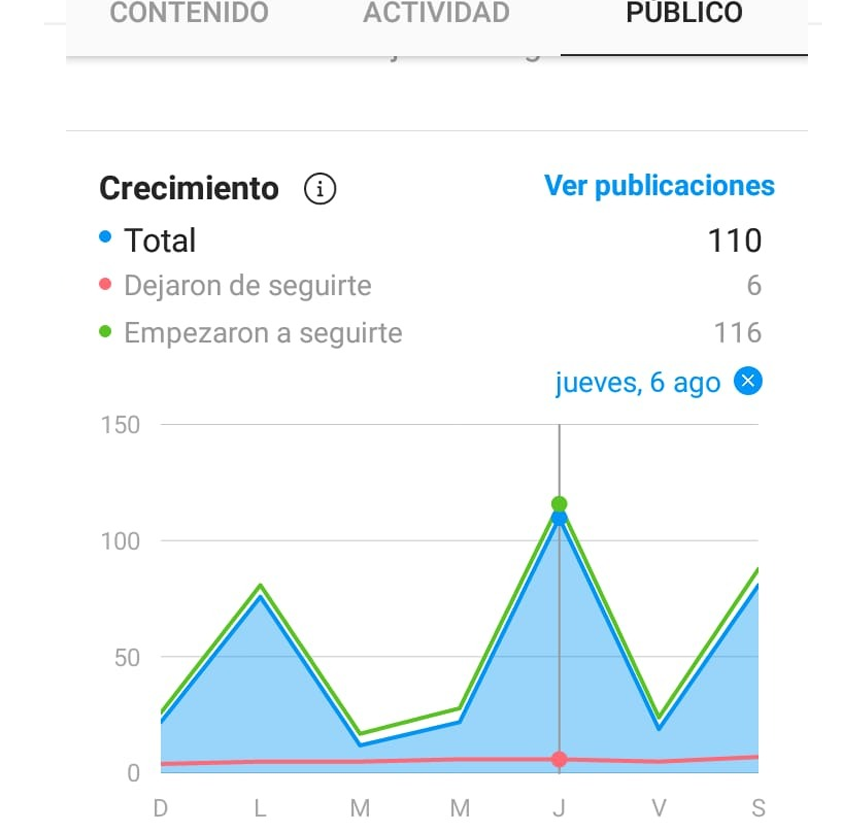 CONTENIDO ACTIVIDAD PÚBLICO
Crecimiento Ver publicaciones
Total 110
Dejaron de seguirte 6
Empezaron a seguirte 116
jueves, 6 ago
150
100
50
0
D L M M J V S